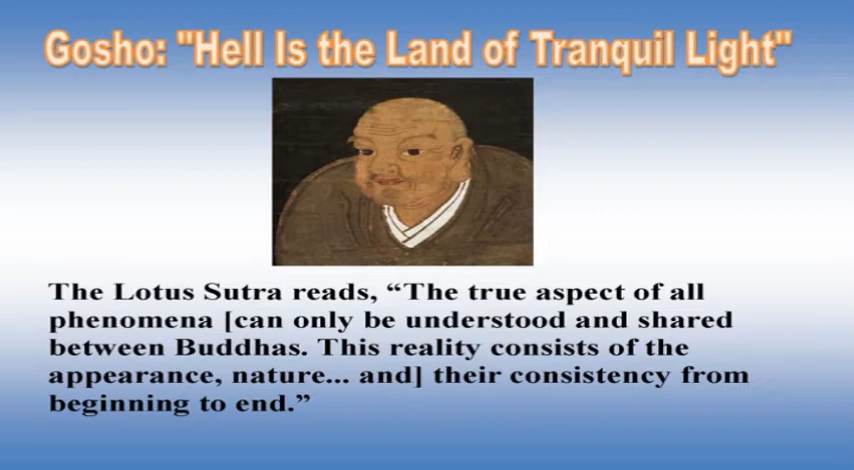 Gosho: "Hell Is the Land of Tranquil Light"
The Lotus Sutra reads, “The true aspect of all
phenomena [can only be understood and shared
between Buddhas. This reality consists of the
appearance, nature... and] their consistency from
beginning to end.”